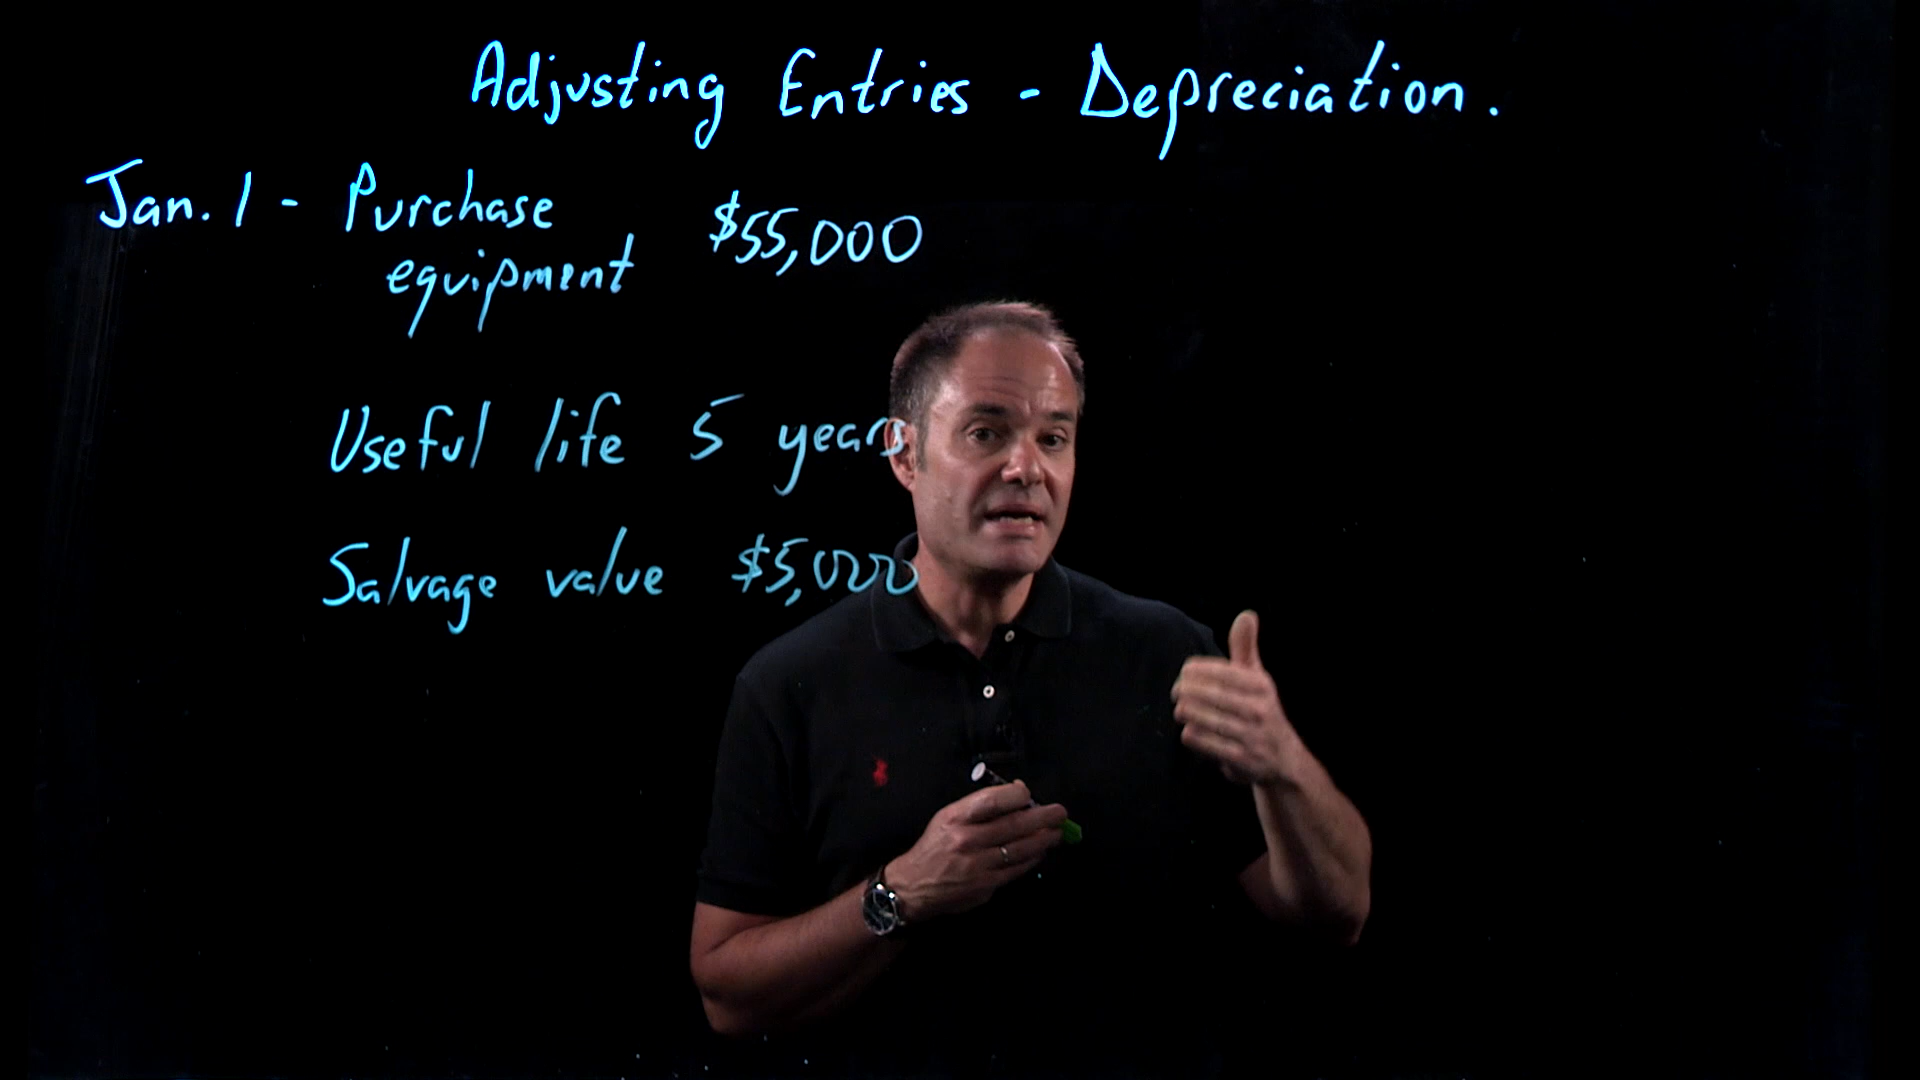 Adjusting Entries - Depreciation.
Jan. 1 - Purchase
equipment $55,000
Useful life 5 years
Salvage value $5,000